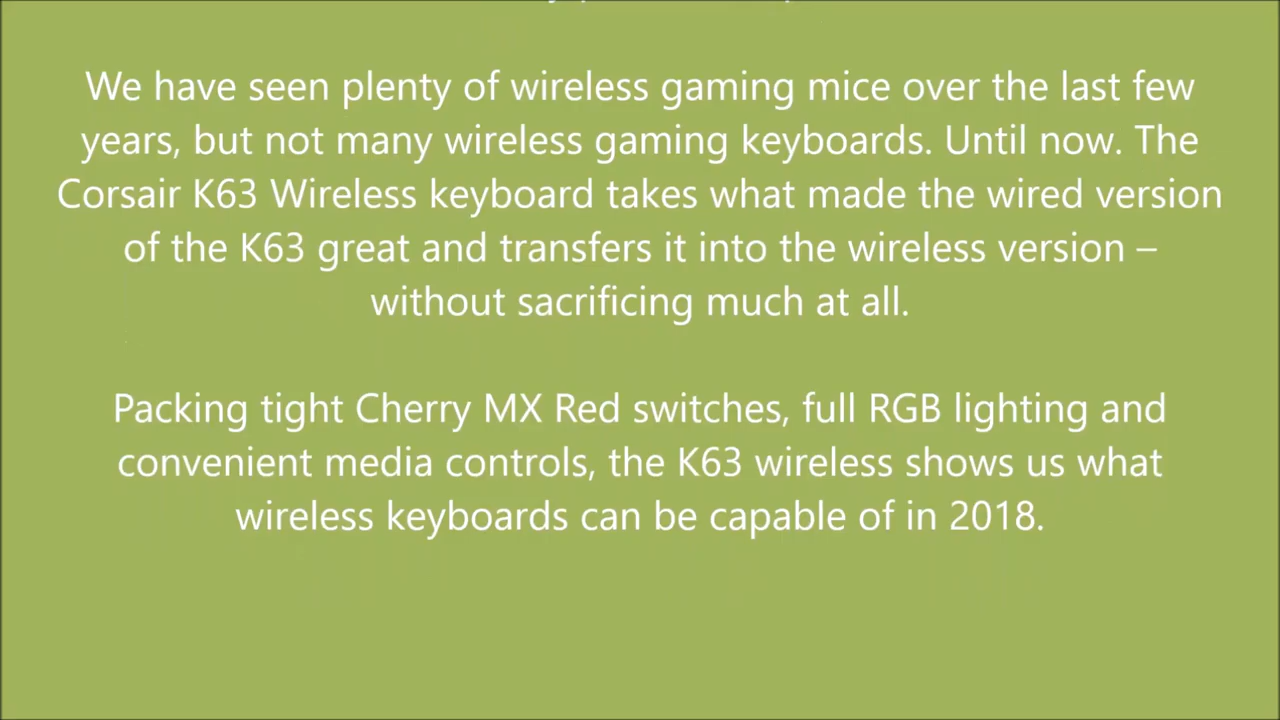 We have seen plenty of wireless gaming mice over the last few
years, but not many wireless gaming keyboards. Until now. The
Corsair K63 Wireless keyboard takes what made the wired version
of the K63 great and transfers it into the wireless version –
without sacrificing much at all.
Packing tight Cherry MX Red switches, full RGB lighting and
convenient media controls, the K63 wireless shows us what
wireless keyboards can be capable of in 2018.